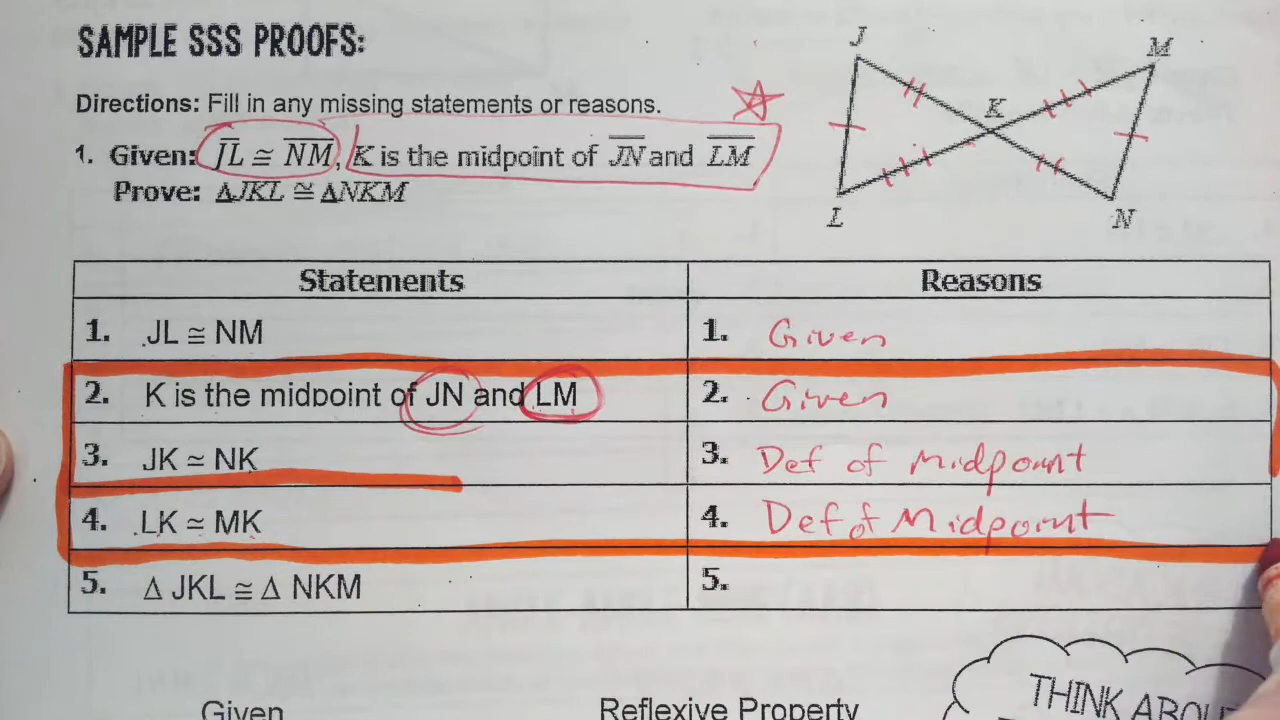 SAMPLE SSS PROOFS:
Directions: Fill in any missing statements or reasons.
1. Given: JL ≅ NM, K is the midpoint of JN and LM
Prove: ΔJKL ≅ ΔNKM
J
M
K
L
N
Statements
Reasons
1. JL ≅ NM
1. Given
2. K is the midpoint of JN and LM
2. Given
3. JK ≃ NK
3. Def of Midpoint
4. LK ≃ MK
4. Def of Midpoint
5. Δ JKL ≅ Δ NKM
5.
Given
Reflexive Property
THINK ABOUT